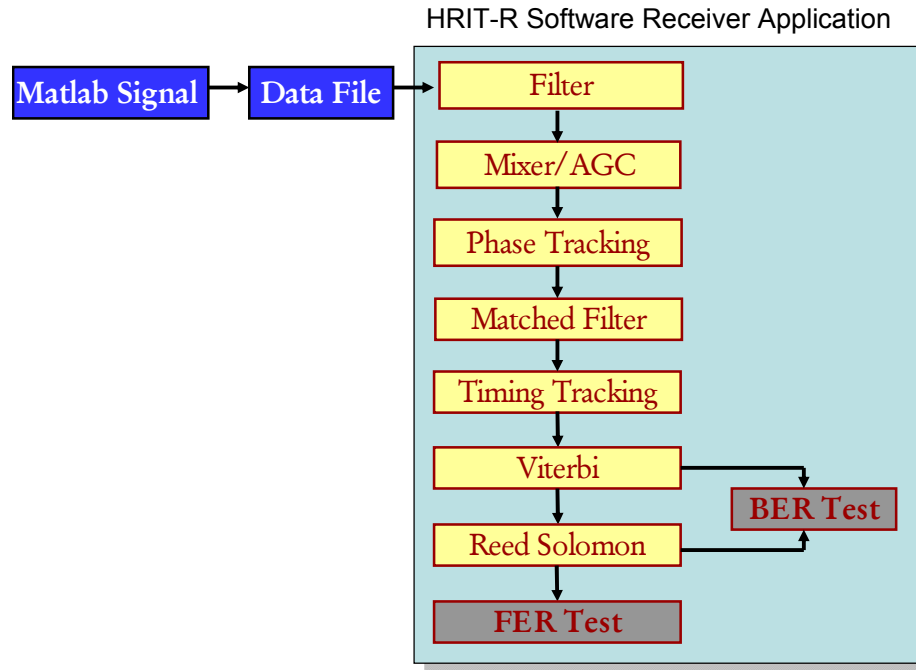 HRIT-R Software Receiver Application
Matlab Signal
Data File
Filter
Mixer/AGC
Phase Tracking
Matched Filter
Timing Tracking
Viterbi
BER Test
Reed Solomon
FER Test